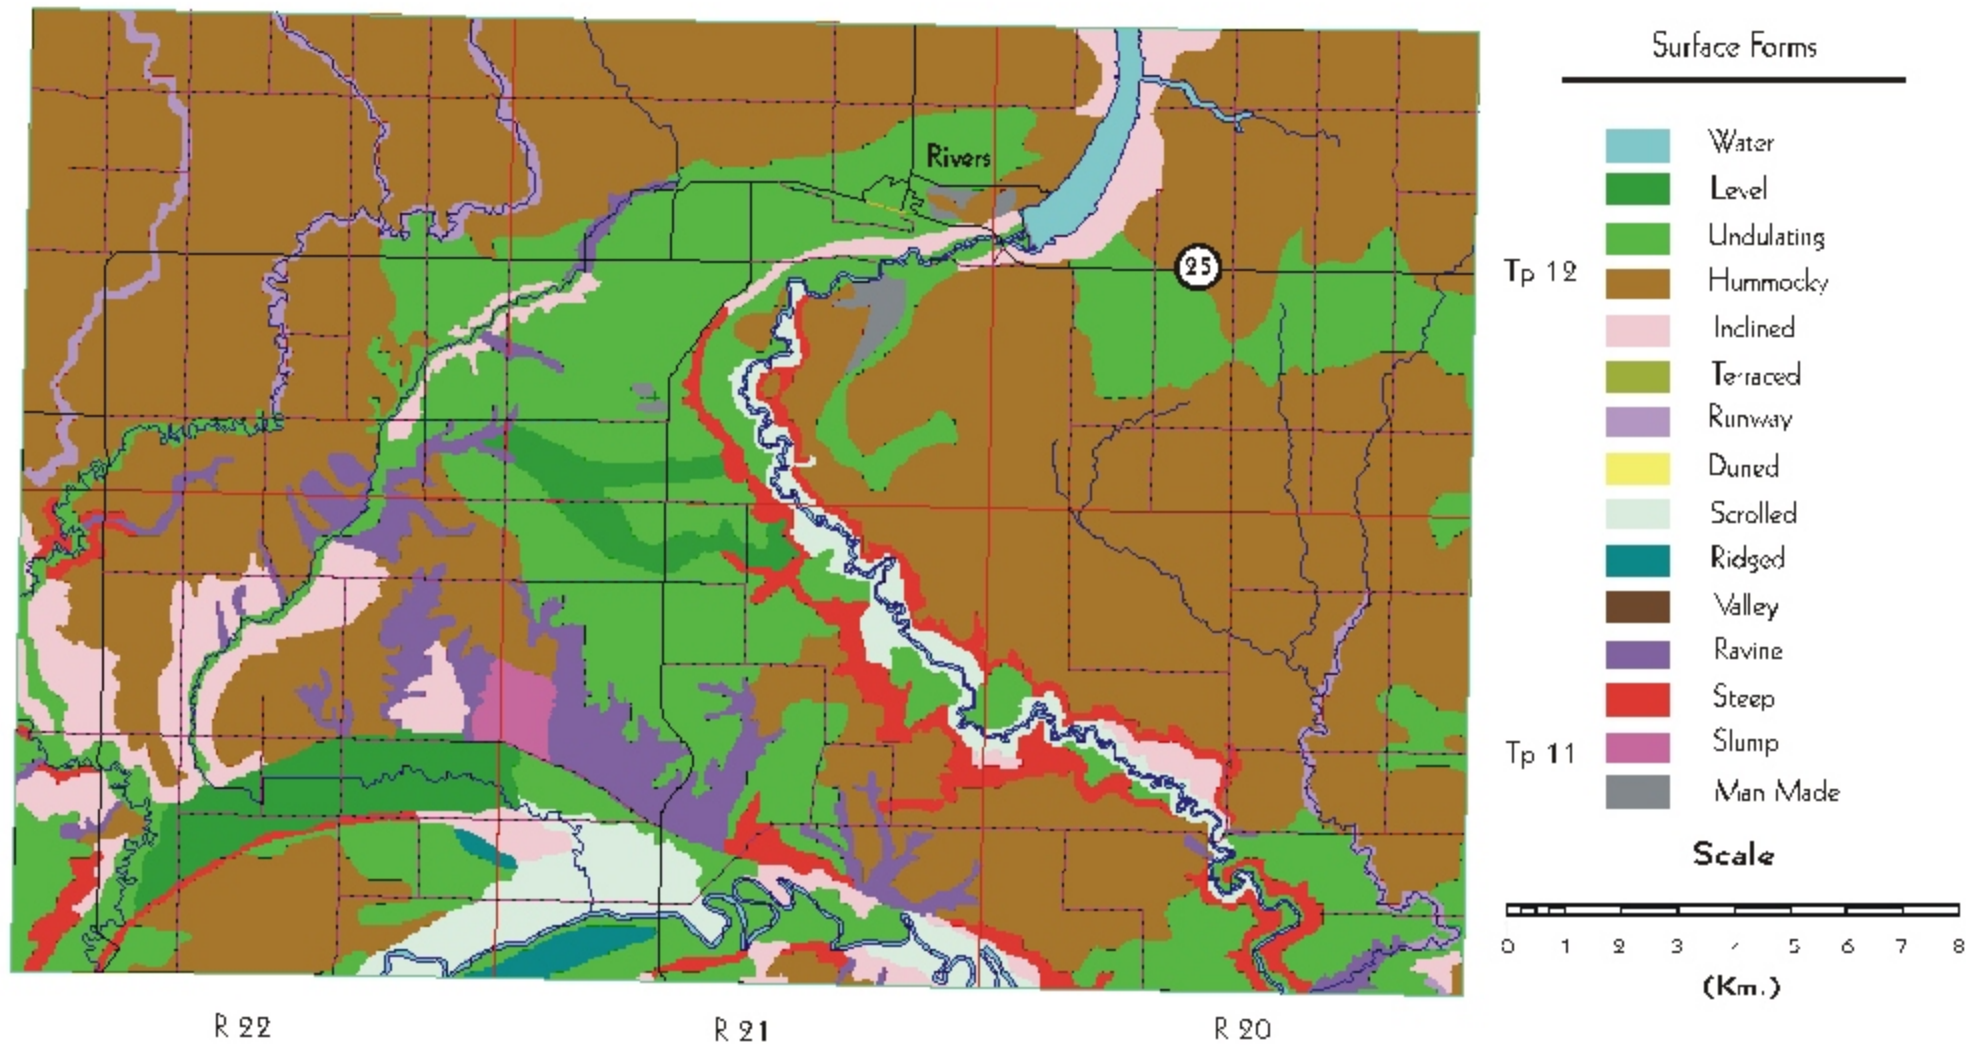 Surface Forms
Rivers
25
Tp 12
Tp 11
Water
Level
Undulating
Hummocky
Inclined
Terraced
Runway
Duned
Scrolled
Ridged
Valley
Ravine
Steep
Slump
Man Made
Scale
0 1 2 3 4 5 6 7 8
(Km.)
R 22 R 21 R 20